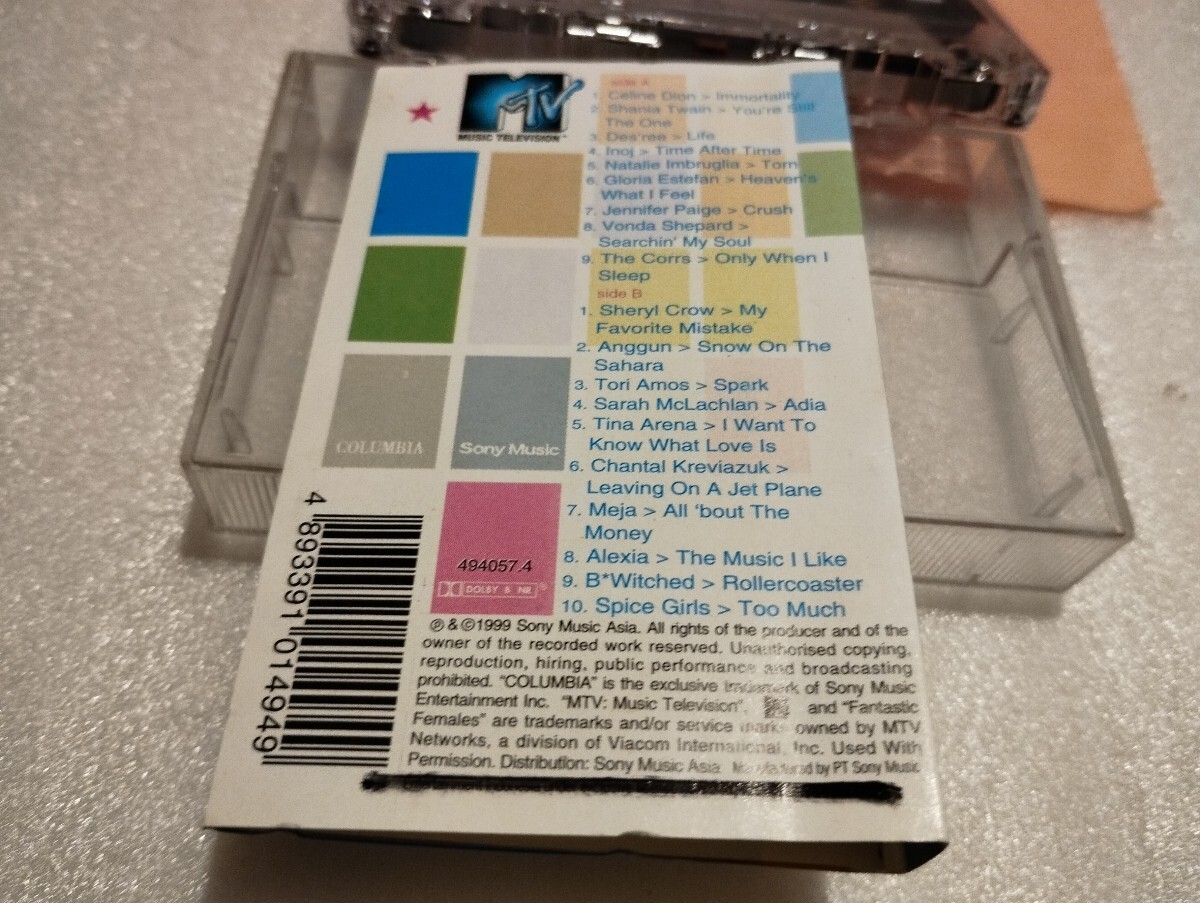 MTV
MUSIC TELEVISION™
side A
1. Celine Dion > Immortality
2. Shania Twain > You're Still
The One
3. Des'ree > Life
4. Inoj > Time After Time
5. Natalie Imbruglia > Torn
6. Gloria Estefan > Heaven's
What I Feel
7. Jennifer Paige > Crush
8. Vonda Shepard >
Searchin' My Soul
9. The Corrs > Only When I
Sleep
side B
1. Sheryl Crow > My
Favorite Mistake
2. Anggun > Snow On The
Sahara
3. Tori Amos > Spark
4. Sarah McLachlan > Adia
5. Tina Arena > I Want To
Know What Love Is
6. Chantal Kreviazuk >
Leaving On A Jet Plane
7. Meja > All 'bout The
Money
8. Alexia > The Music I Like
9. B*Witched > Rollercoaster
10. Spice Girls > Too Much
COLUMBIA
Sony Music
494057.4
DOLBY B NR
4 893391 014949
℗ & ©1999 Sony Music Asia. All rights of the producer and of the
owner of the recorded work reserved. Unauthorised copying,
reproduction, hiring, public performance and broadcasting
prohibited. "COLUMBIA" is the exclusive trademark of Sony Music
Entertainment Inc. "MTV: Music Television", and "Fantastic
Females" are trademarks and/or service marks owned by MTV
Networks, a division of Viacom International, Inc. Used With
Permission. Distribution: Sony Music Asia. Manufactured by PT Sony Music